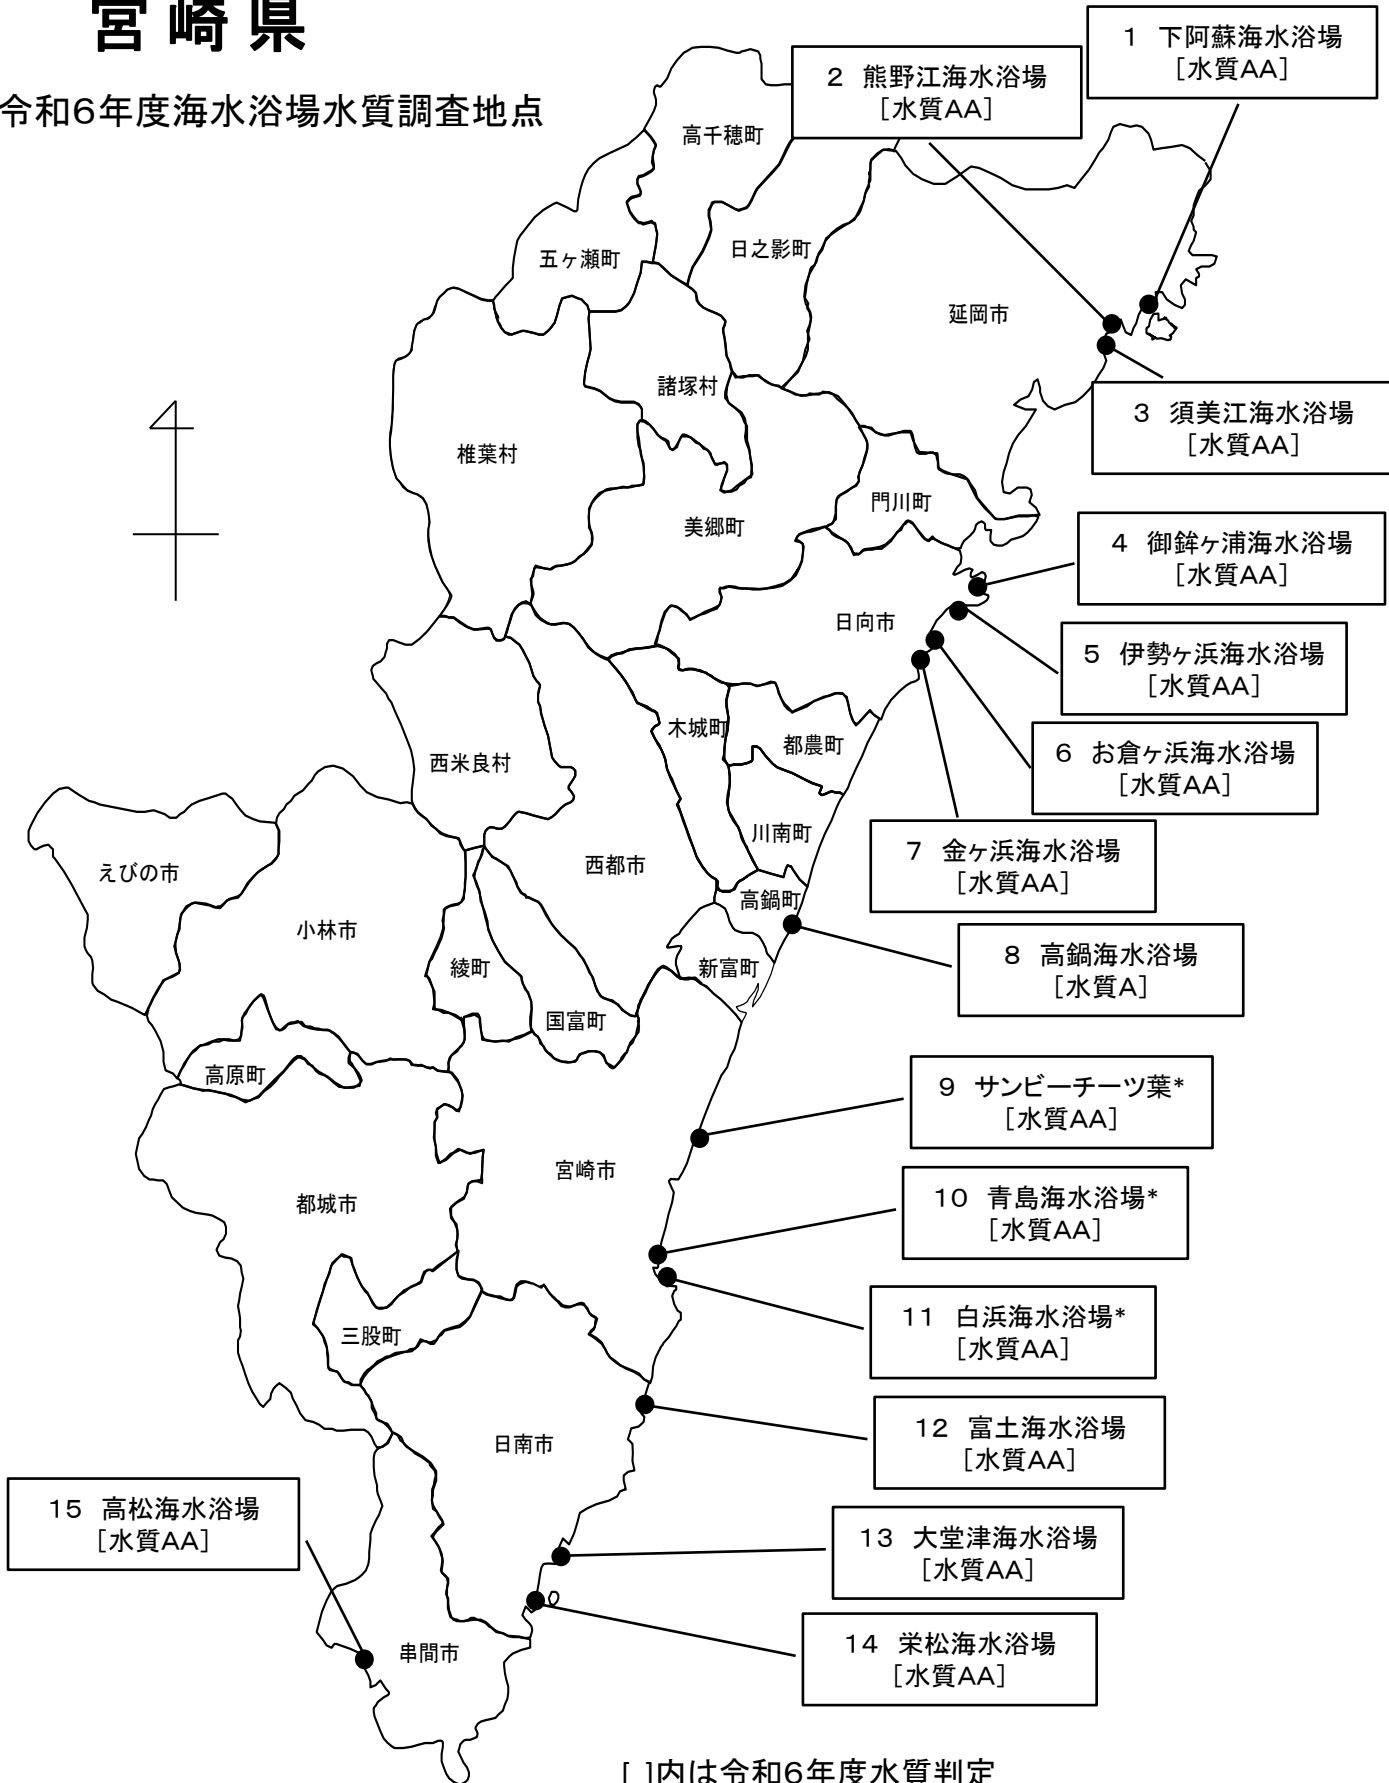 宮崎県
令和６年度海水浴場水質調査地点
１　下阿蘇海水浴場
［水質AA］
２　熊野江海水浴場
［水質AA］
高千穂町
日之影町
五ヶ瀬町
延岡市
諸塚村
３　須美江海水浴場
［水質AA］
椎葉村
門川町
美郷町
４　御鉾ヶ浦海水浴場
［水質AA］
日向市
５　伊勢ヶ浜海水浴場
［水質AA］
木城町
都農町
西米良村
６　お倉ヶ浜海水浴場
［水質AA］
川南町
７　金ヶ浜海水浴場
［水質AA］
西都市
えびの市
高鍋町
小林市
８　高鍋海水浴場
［水質A］
綾町
新富町
国富町
高原町
９　サンビーチーツ葉*
［水質AA］
宮崎市
都城市
１０　青島海水浴場*
［水質AA］
１１　白浜海水浴場*
［水質AA］
三股町
１２　富土海水浴場
［水質AA］
日南市
１５　高松海水浴場
［水質AA］
１３　大堂津海水浴場
［水質AA］
１４　栄松海水浴場
［水質AA］
串間市
[ ]内は令和６年度水質判定